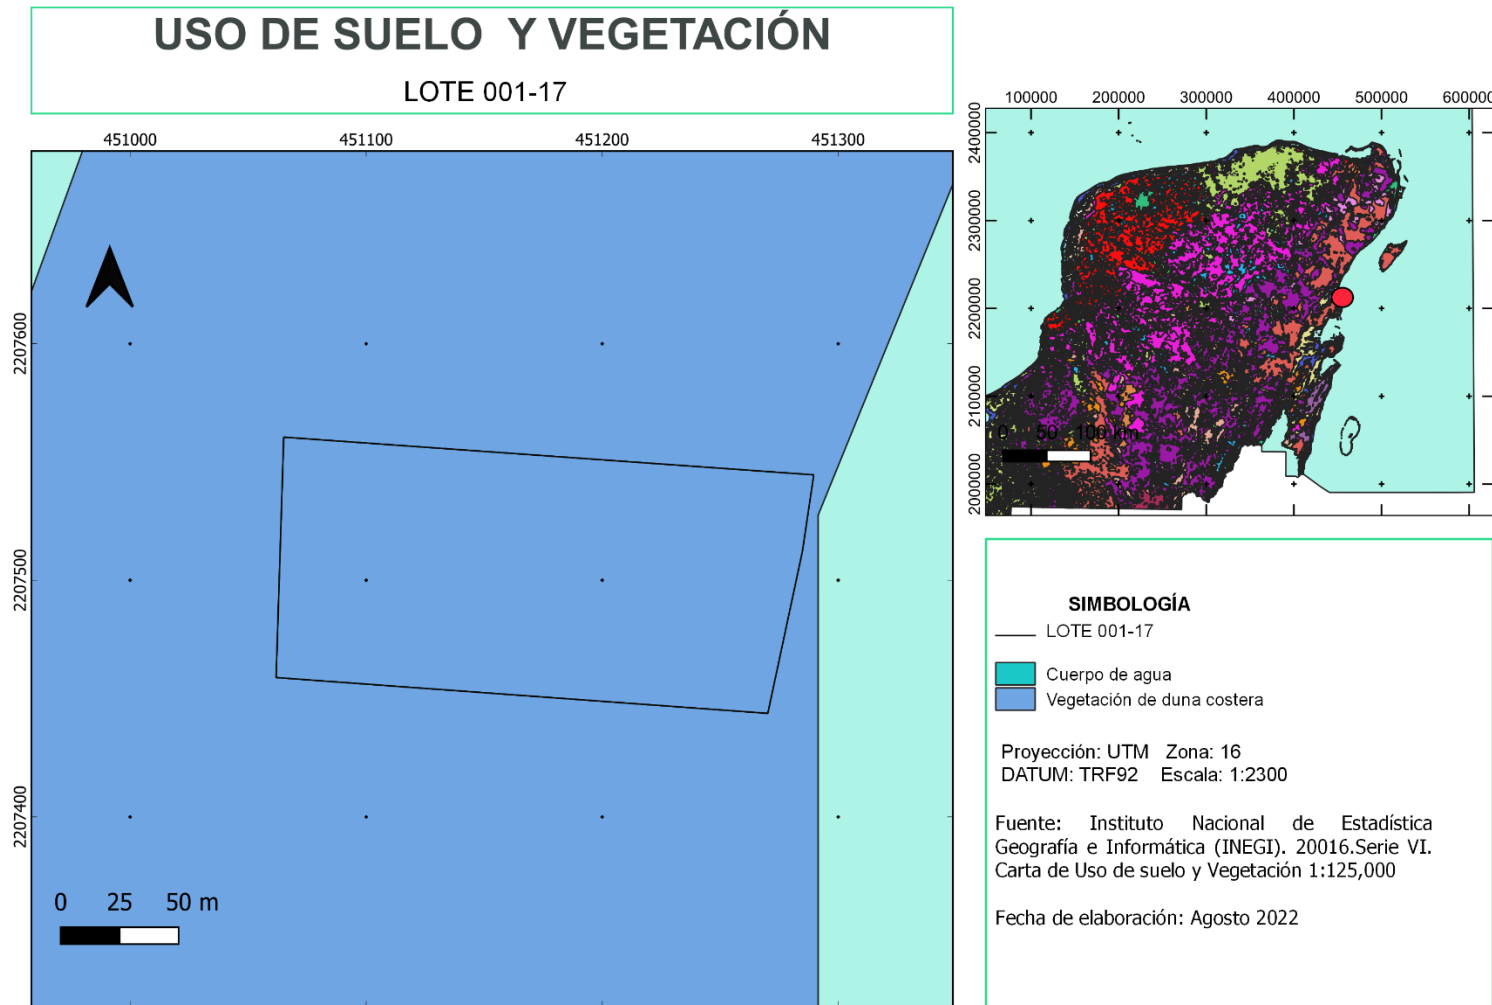 USO DE SUELO Y VEGETACIÓN
LOTE 001-17
451000 451100 451200 451300
2207600
2207500
2207400
0 25 50 m
100000 200000 300000 400000 500000 600000
2400000
2300000
2200000
2100000
2000000
0 50 100 km
SIMBOLOGÍA
LOTE 001-17
Cuerpo de agua
Vegetación de duna costera
Proyección: UTM Zona: 16
DATUM: TRF92 Escala: 1:2300
Fuente: Instituto Nacional de Estadística
Geografía e Informática (INEGI). 20016.Serie VI.
Carta de Uso de suelo y Vegetación 1:125,000
Fecha de elaboración: Agosto 2022